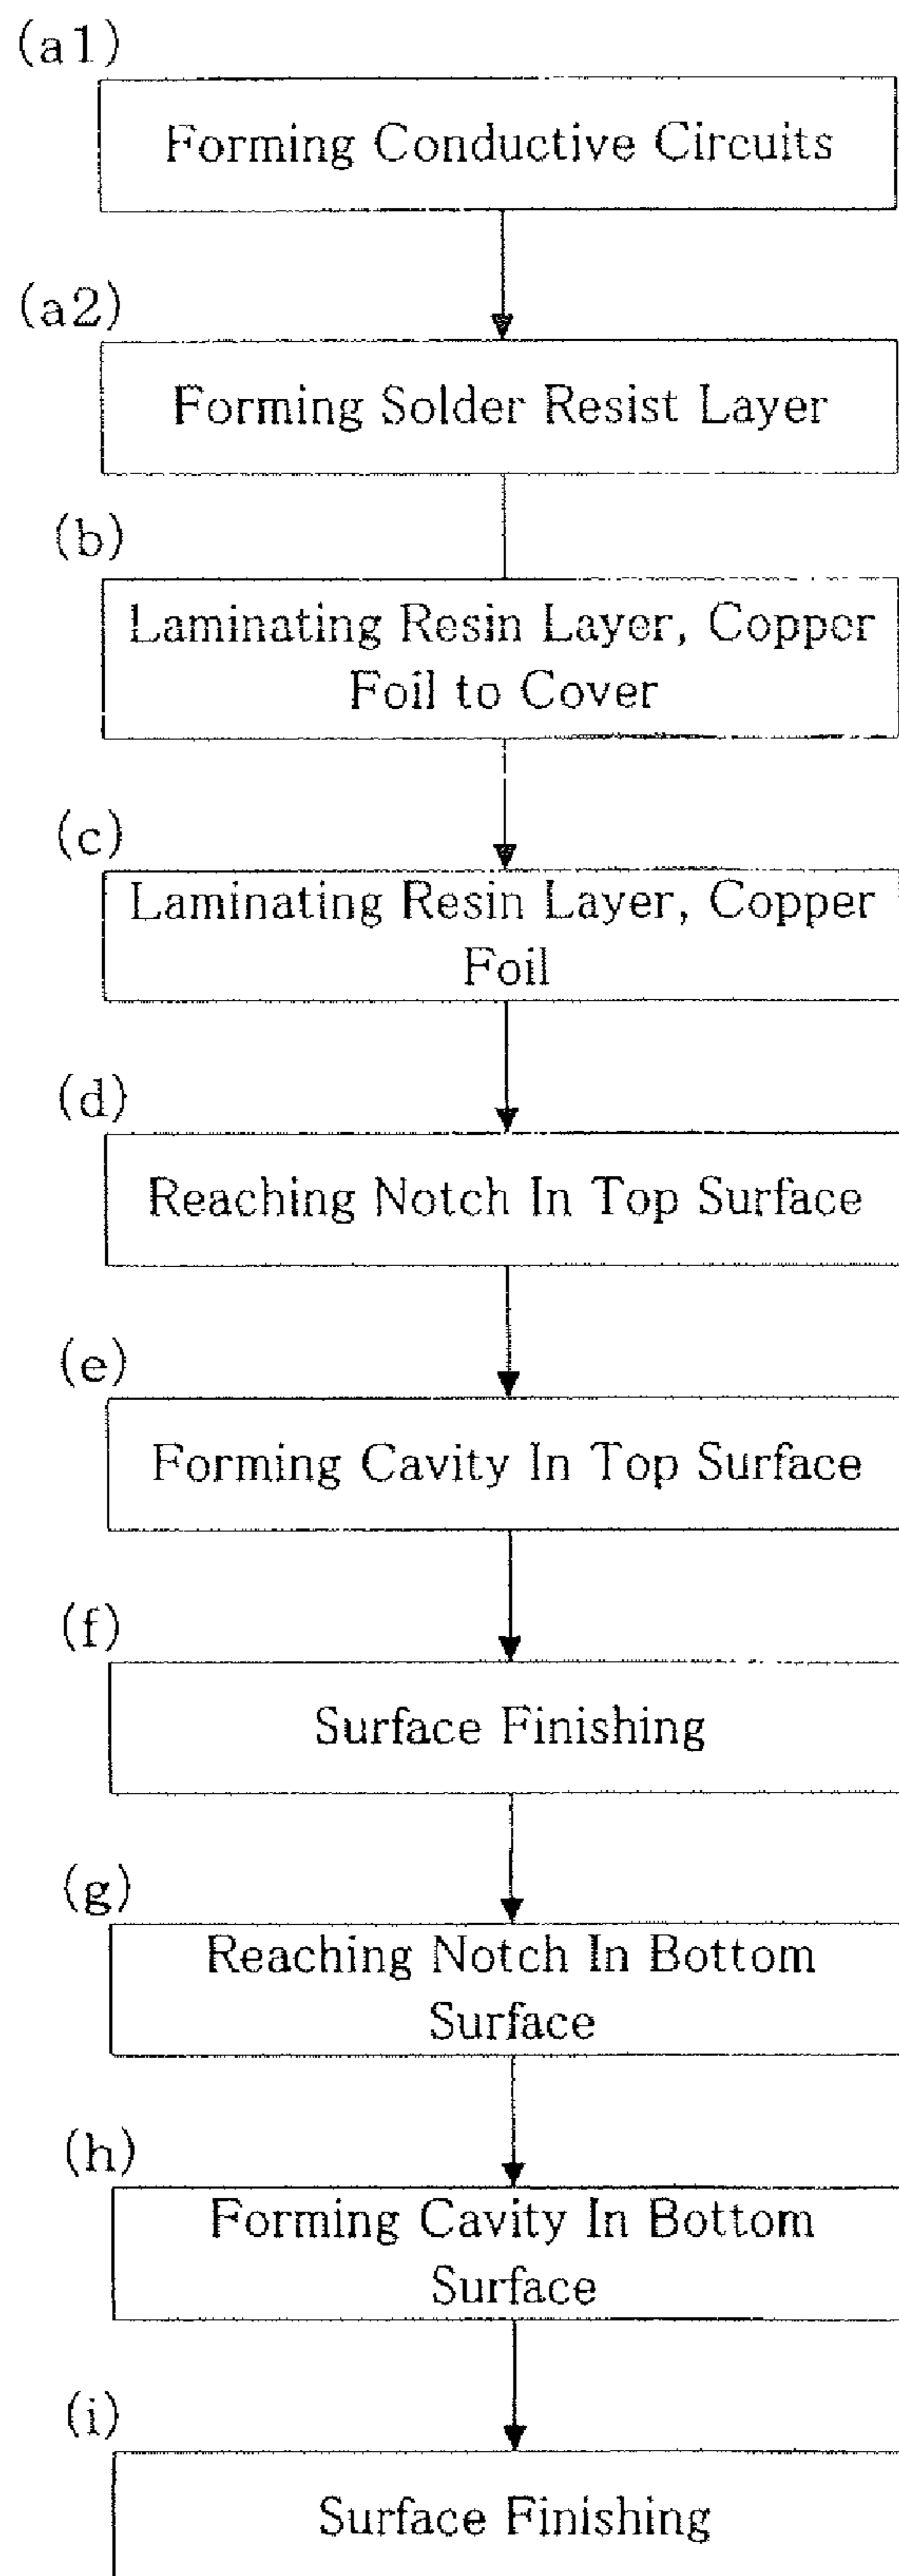 (a1)
Forming Conductive Circuits
(a2)
Forming Solder Resist Layer
(b)
Laminating Resin Layer, Copper
Foil to Cover
(c)
Laminating Resin Layer, Copper
Foil
(d)
Reaching Notch In Top Surface
(e)
Forming Cavity In Top Surface
(f)
Surface Finishing
(g)
Reaching Notch In Bottom
Surface
(h)
Forming Cavity In Bottom
Surface
(i)
Surface Finishing